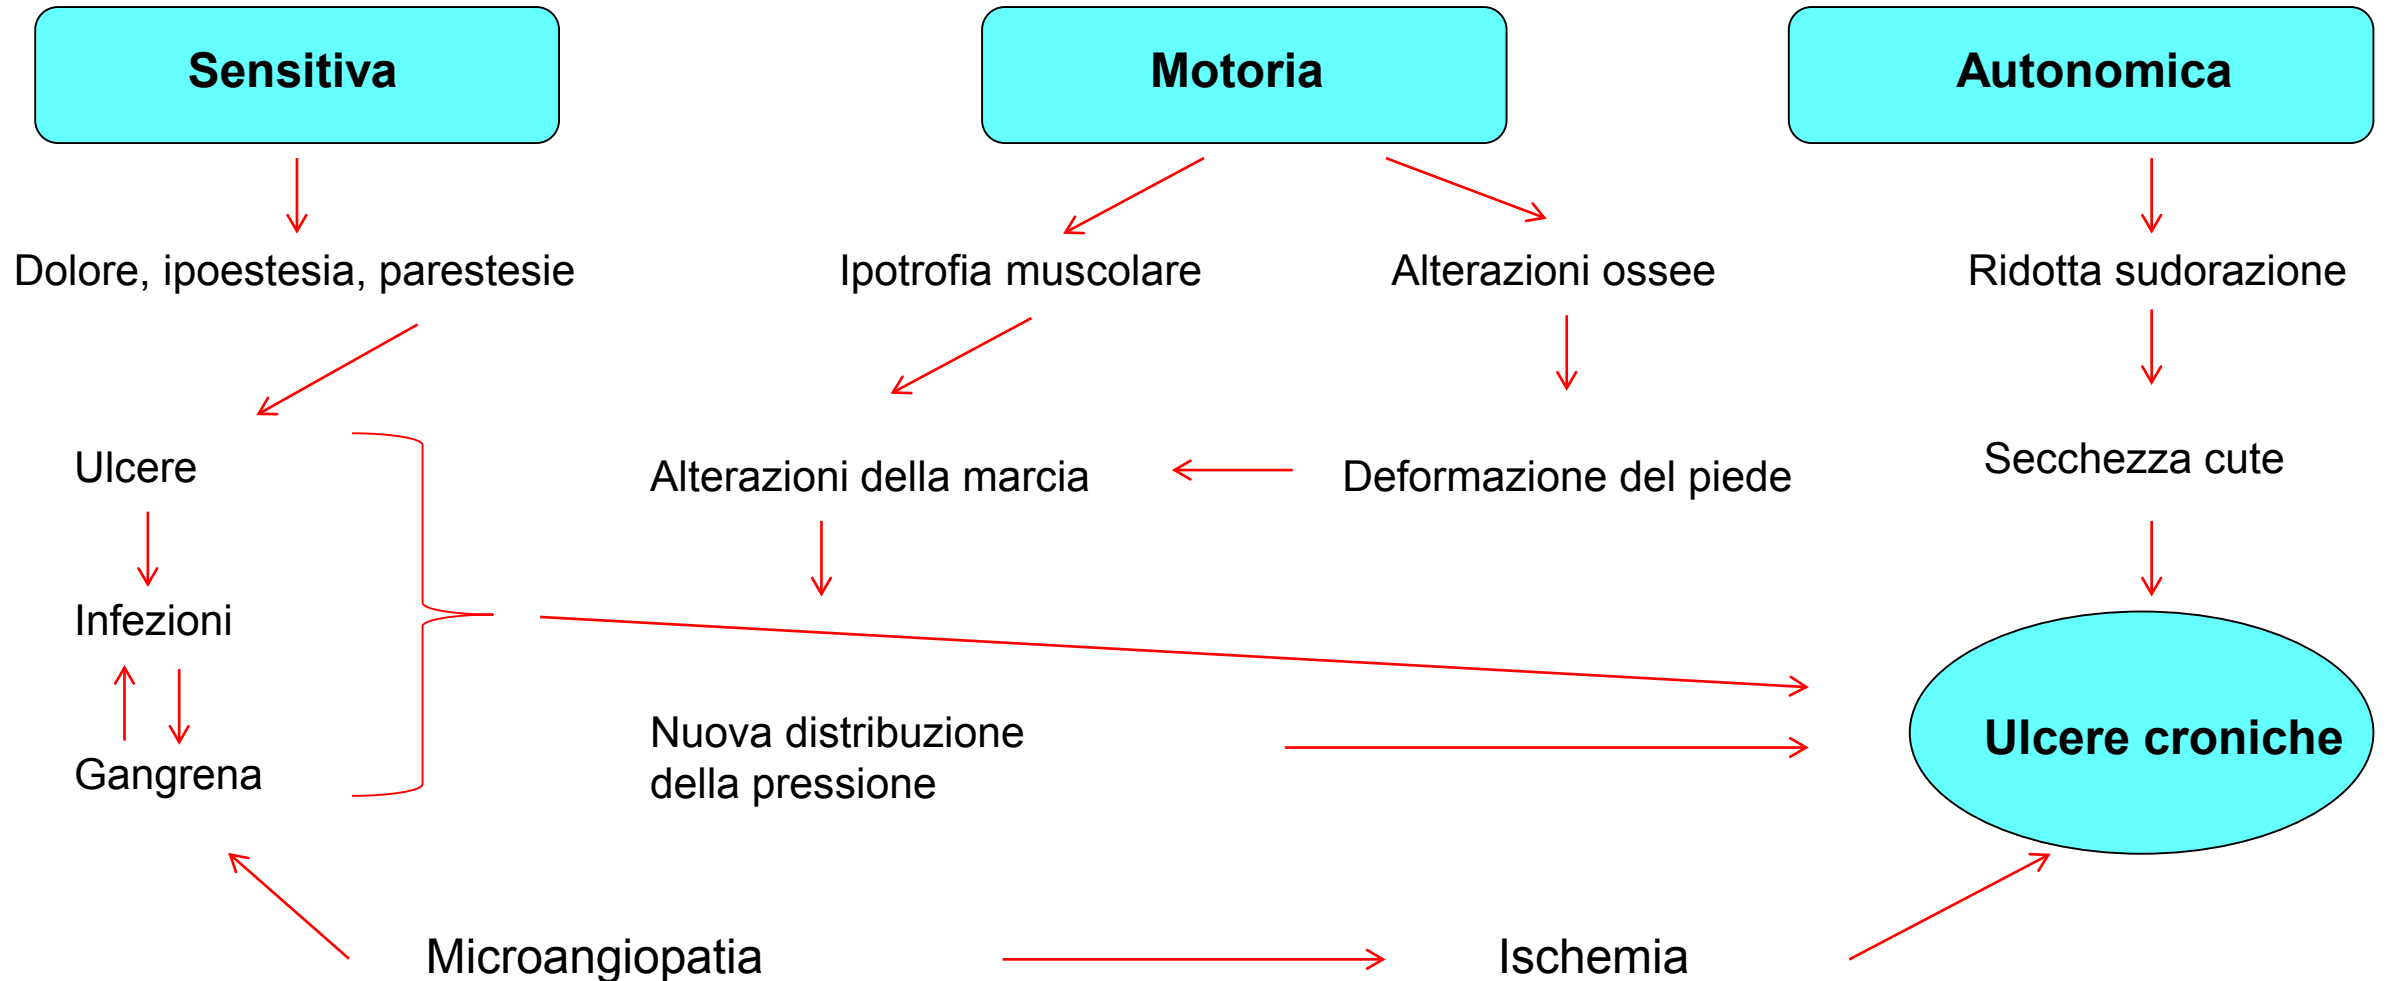 Sensitiva
Motoria
Autonomica
Dolore, ipoestesia, parestesie
Ipotrofia muscolare
Alterazioni ossee
Ridotta sudorazione
Ulcere
Alterazioni della marcia
Deformazione del piede
Secchezza cute
Infezioni
Gangrena
Nuova distribuzione
della pressione
Ulcere croniche
Microangiopatia
Ischemia